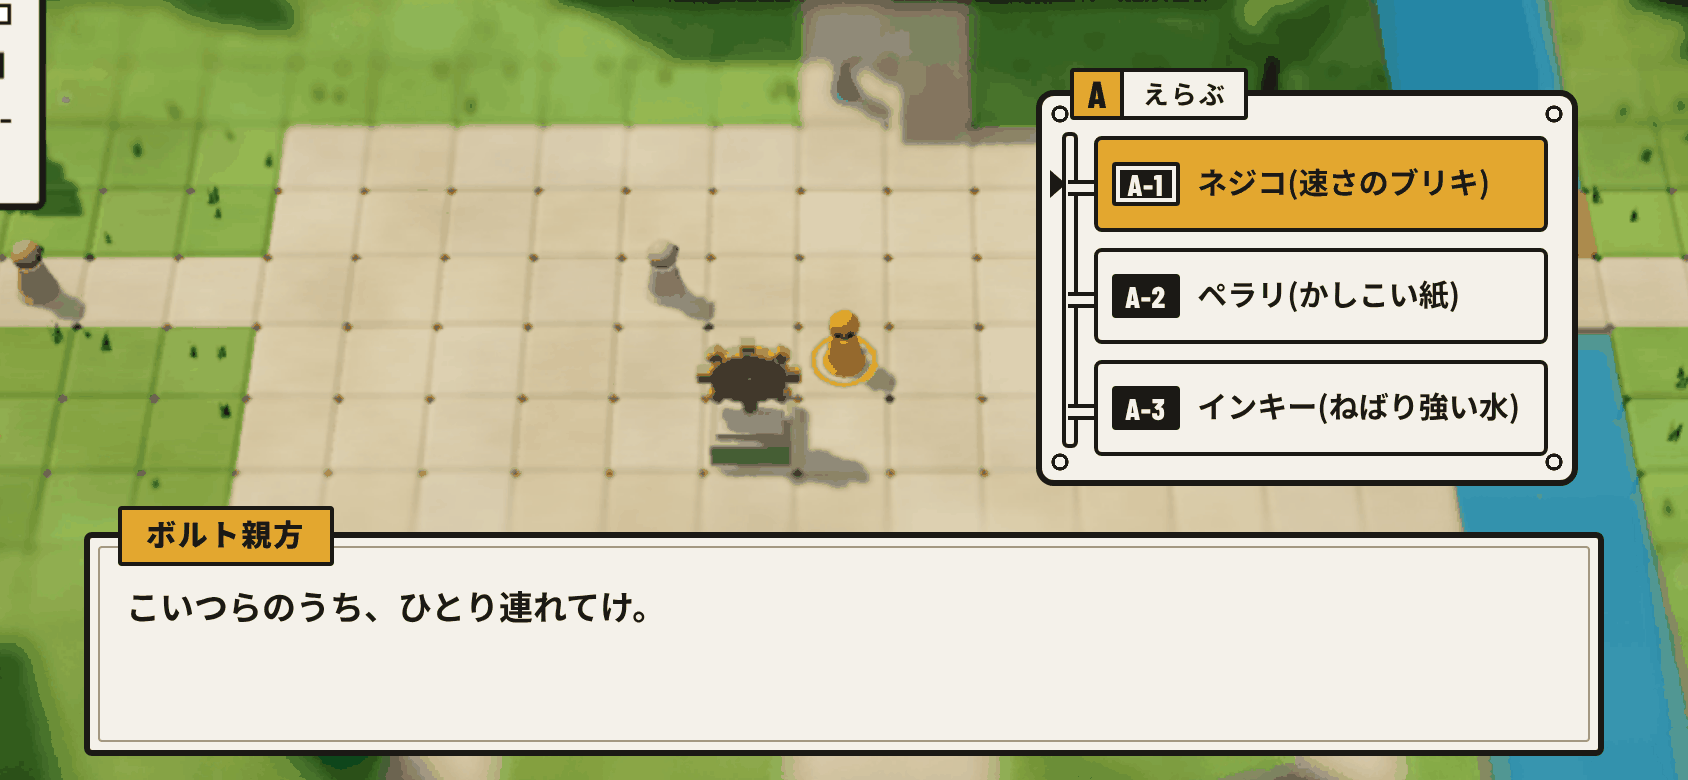 A えらぶ
A-1 ネジコ(速さのブリキ)
A-2 ペラリ(かしこい紙)
A-3 インキー(ねばり強い水)
ボルト親方
こいつらのうち、ひとり連れてけ。